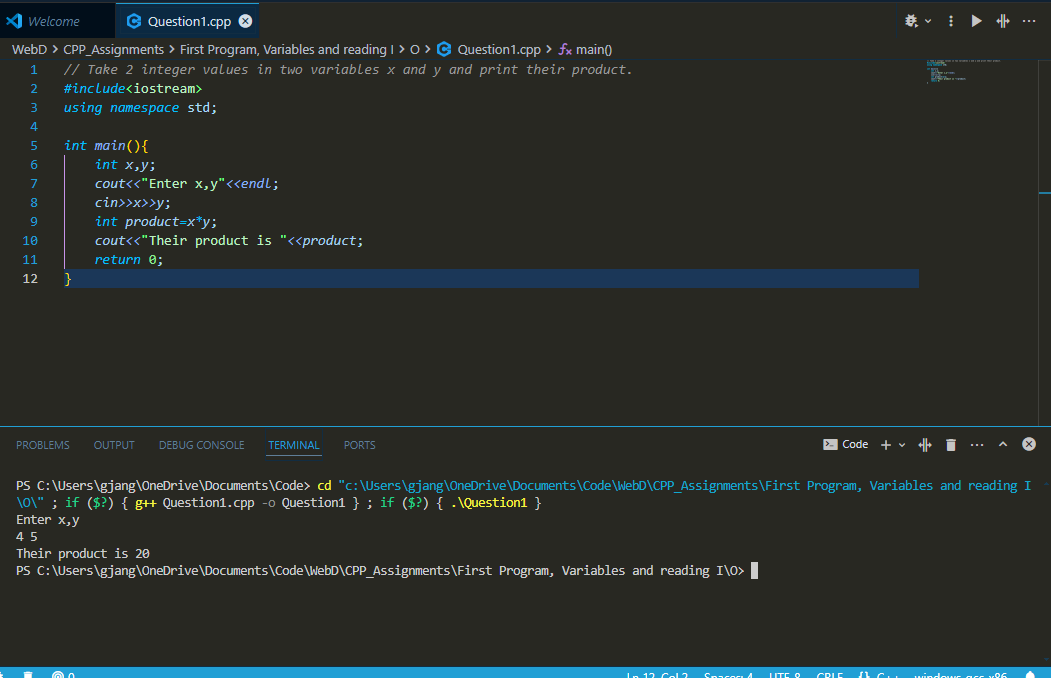 Welcome Question1.cpp
WebD > CPP_Assignments > First Program, Variables and reading I > O > Question1.cpp > main()
1 // Take 2 integer values in two variables x and y and print their product.
2 #include<iostream>
3 using namespace std;
4
5 int main(){
6 int x,y;
7 cout<<"Enter x,y"<<endl;
8 cin>>x>>y;
9 int product=x*y;
10 cout<<"Their product is "<<product;
11 return 0;
12 }
PROBLEMS OUTPUT DEBUG CONSOLE TERMINAL PORTS Code
PS C:\Users\gjang\OneDrive\Documents\Code> cd "c:\Users\gjang\OneDrive\Documents\Code\WebD\CPP_Assignments\First Program, Variables and reading I
\O\" ; if ($?) { g++ Question1.cpp -o Question1 } ; if ($?) { .\Question1 }
Enter x,y
4 5
Their product is 20
PS C:\Users\gjang\OneDrive\Documents\Code\WebD\CPP_Assignments\First Program, Variables and reading I\O>
0 Ln 12, Col 2 Spaces: 4 UTF-8 CRLF {} C++ windows-gcc-x86